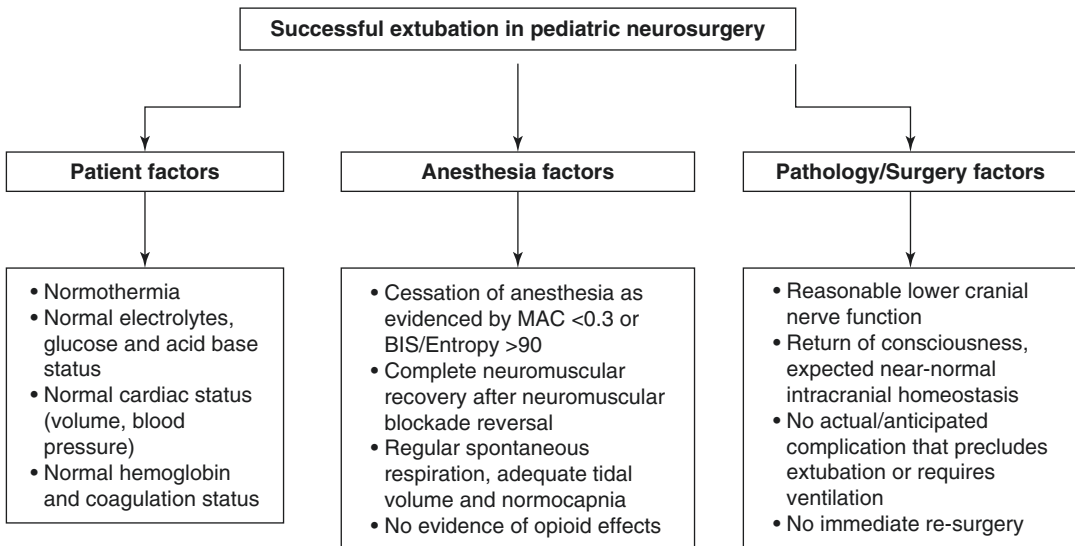 Successful extubation in pediatric neurosurgery
Patient factors
• Normothermia
• Normal electrolytes,
glucose and acid base
status
• Normal cardiac status
(volume, blood
pressure)
• Normal hemoglobin
and coagulation status
Anesthesia factors
• Cessation of anesthesia as
evidenced by MAC <0.3 or
BIS/Entropy >90
• Complete neuromuscular
recovery after neuromuscular
blockade reversal
• Regular spontaneous
respiration, adequate tidal
volume and normocapnia
• No evidence of opioid effects
Pathology/Surgery factors
• Reasonable lower cranial
nerve function
• Return of consciousness,
expected near-normal
intracranial homeostasis
• No actual/anticipated
complication that precludes
extubation or requires
ventilation
• No immediate re-surgery